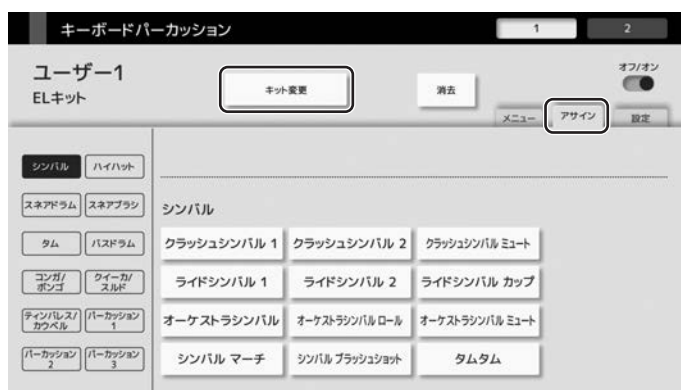 キーボードパーカッション
1
2
ユーザー1
ELキット
キット変更
消去
オフ/オン
メニュー
アサイン
設定
シンバル
ハイハット
スネアドラム
スネアブラシ
タム
バスドラム
コンガ/
ボンゴ
クイーカ/
スルド
ティンバレス/
カウベル
パーカッション
1
パーカッション
2
パーカッション
3
シンバル
クラッシュシンバル 1
クラッシュシンバル 2
クラッシュシンバル ミュート
ライドシンバル 1
ライドシンバル 2
ライドシンバル カップ
オーケストラシンバル
オーケストラシンバル ロール
オーケストラシンバル ミュート
シンバル マーチ
シンバル ブラッシュショット
タムタム